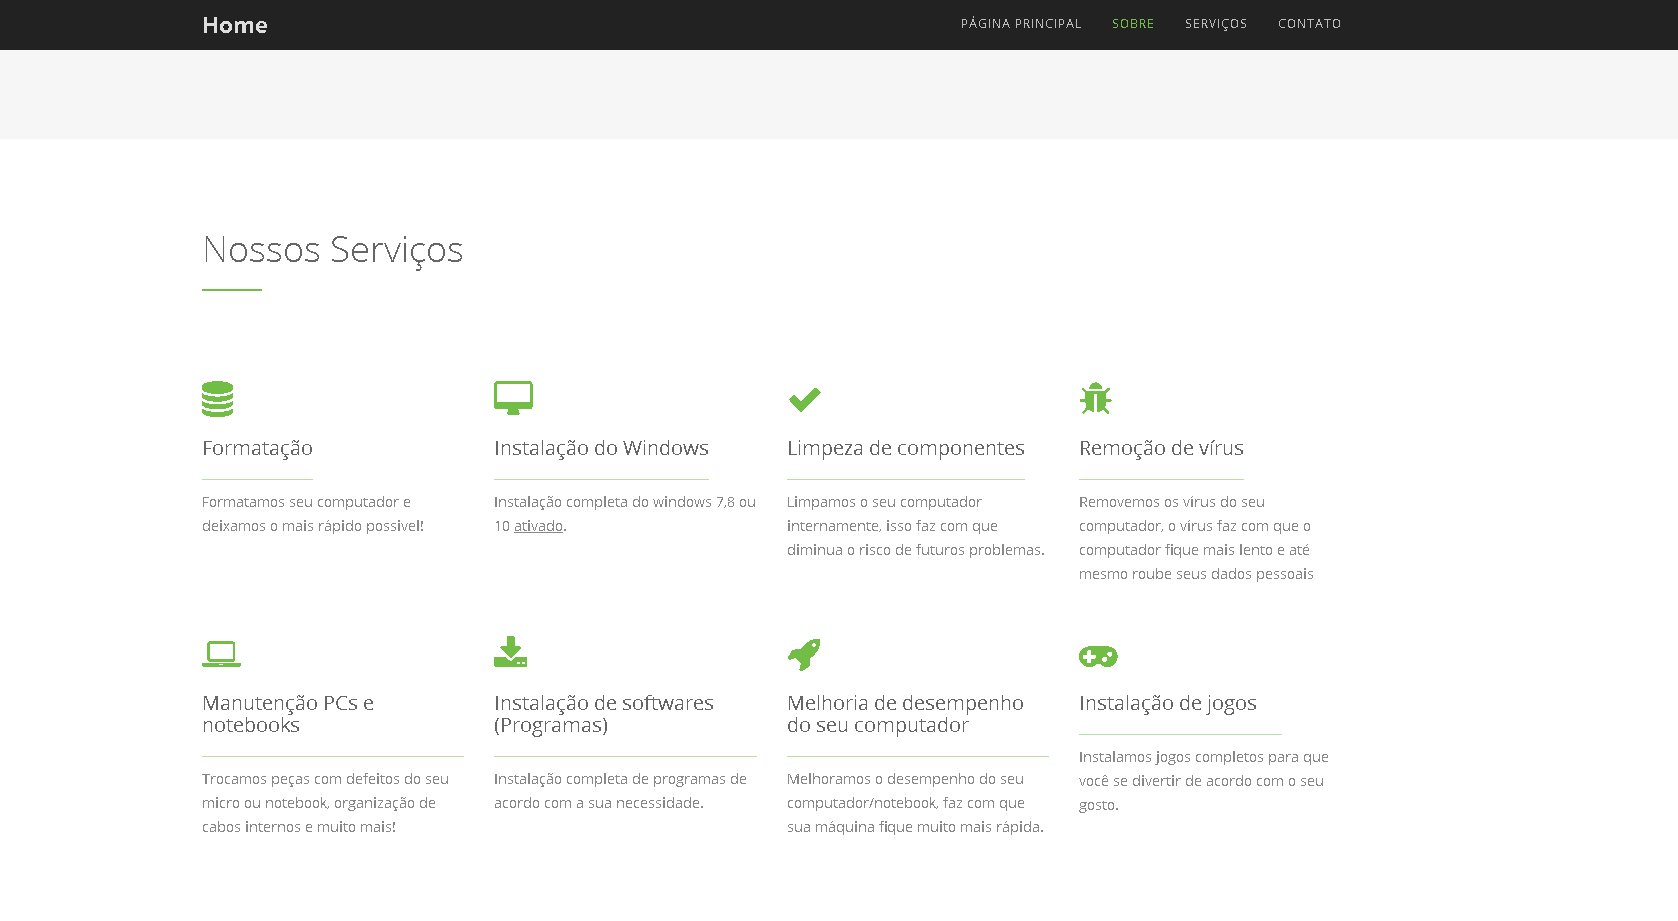 Home
PÁGINA PRINCIPAL
SOBRE
SERVIÇOS
CONTATO
Nossos Serviços
Formatação
Formatamos seu computador e
deixamos o mais rápido possivel!
Instalação do Windows
Instalação completa do windows 7,8 ou
10 ativado.
Limpeza de componentes
Limpamos o seu computador
internamente, isso faz com que
diminua o risco de futuros problemas.
Remoção de vírus
Removemos os vírus do seu
computador, o vírus faz com que o
computador fique mais lento e até
mesmo roube seus dados pessoais
Manutenção PCs e
notebooks
Trocamos peças com defeitos do seu
micro ou notebook, organização de
cabos internos e muito mais!
Instalação de softwares
(Programas)
Instalação completa de programas de
acordo com a sua necessidade.
Melhoria de desempenho
do seu computador
Melhoramos o desempenho do seu
computador/notebook, faz com que
sua máquina fique muito mais rápida.
Instalação de jogos
Instalamos jogos completos para que
você se divertir de acordo com o seu
gosto.